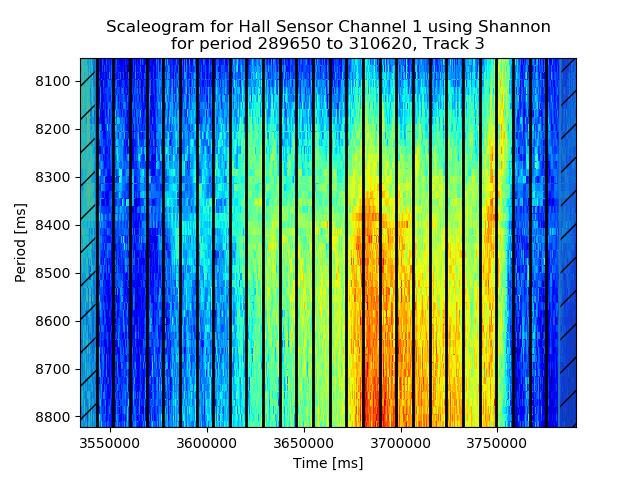 Scaleogram for Hall Sensor Channel 1 using Shannon
for period 289650 to 310620, Track 3
8100
8200
8300
8400
8500
8600
8700
8800
Period [ms]
3550000 3600000 3650000 3700000 3750000
Time [ms]